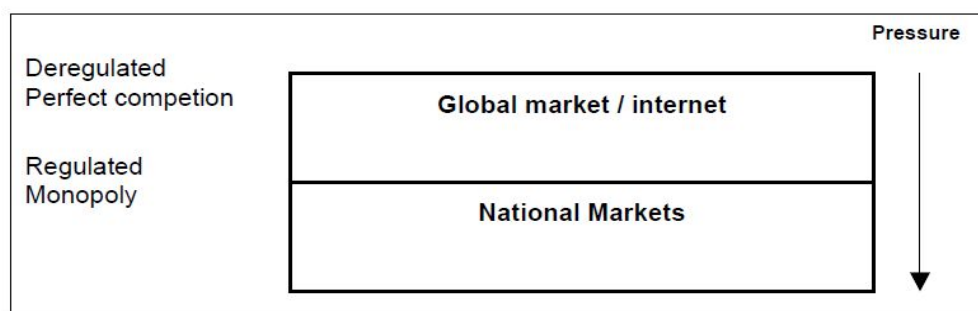 Pressure
Deregulated
Perfect competion
Global market / internet
Regulated
Monopoly
National Markets